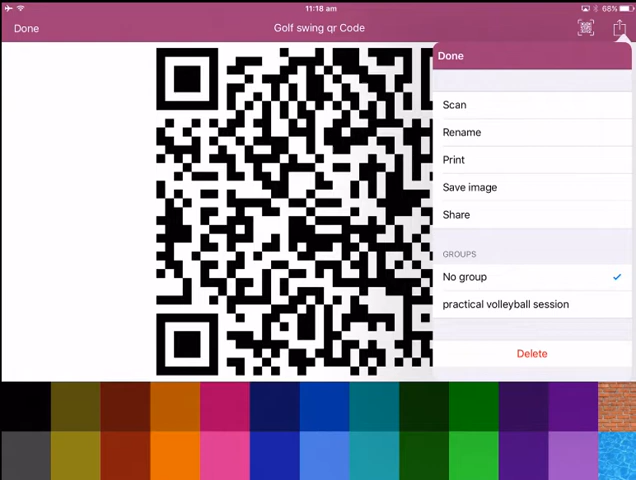 11:18 am
68%
Done
Golf swing qr Code
Done
Scan
Rename
Print
Save image
Share
GROUPS
No group
practical volleyball session
Delete